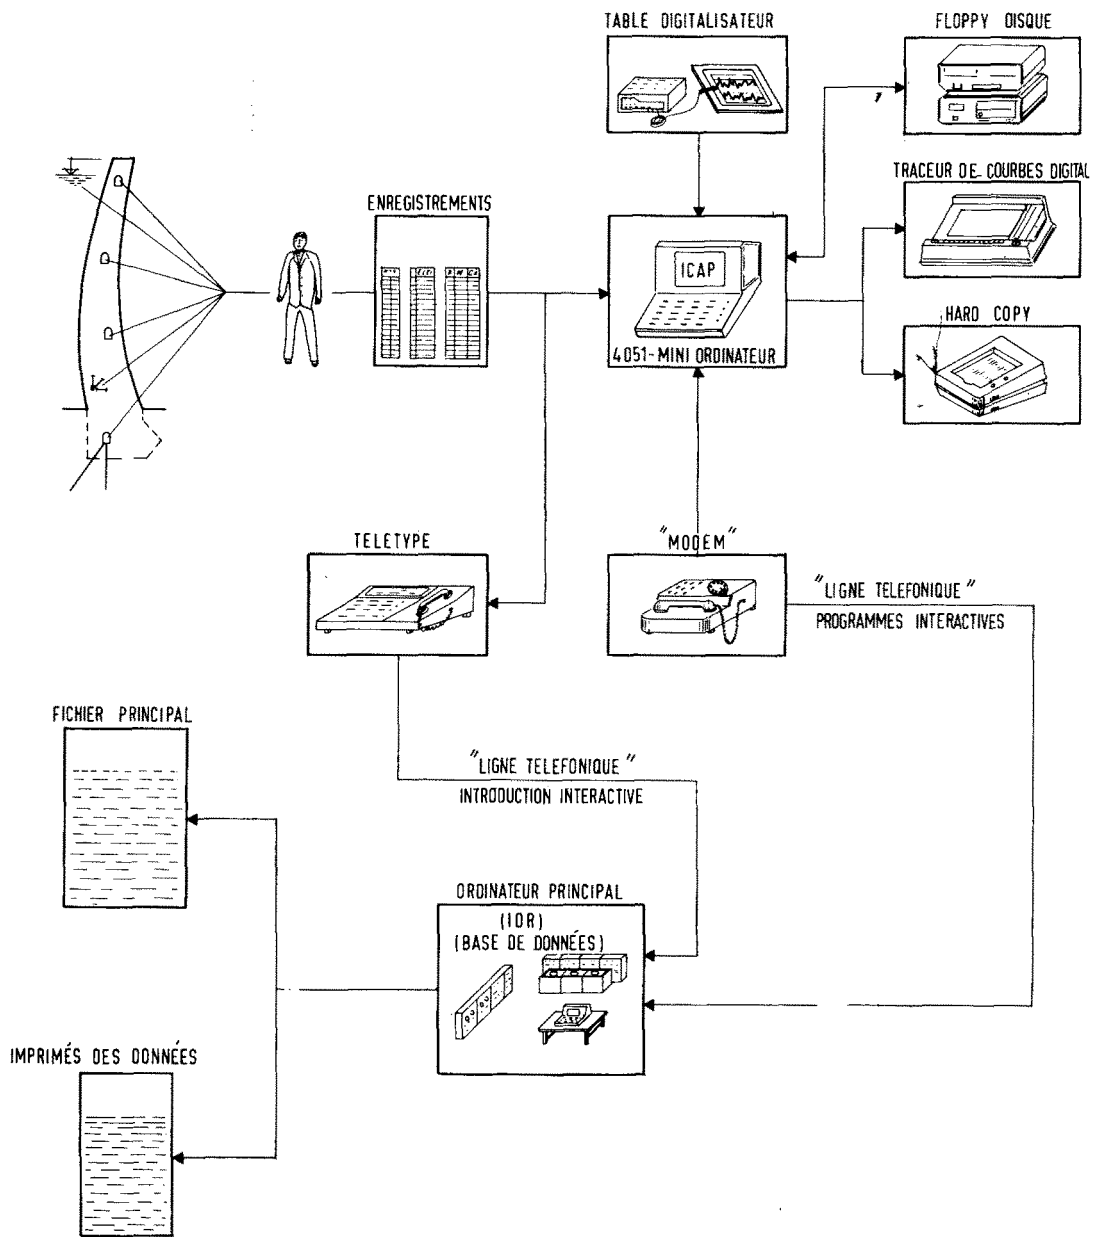 TABLE DIGITALISATEUR
FLOPPY DISQUE
TRACEUR DE COURBES DIGITAL
ENREGISTREMENTS
ICAP
4051-MINI ORDINATEUR
HARD COPY
TELETYPE
"MODEM"
"LIGNE TELEFONIQUE"
PROGRAMMES INTERACTIVES
FICHIER PRINCIPAL
"LIGNE TELEFONIQUE"
INTRODUCTION INTERACTIVE
ORDINATEUR PRINCIPAL
(IOR)
(BASE DE DONNÉES)
IMPRIMÉS DES DONNÉES